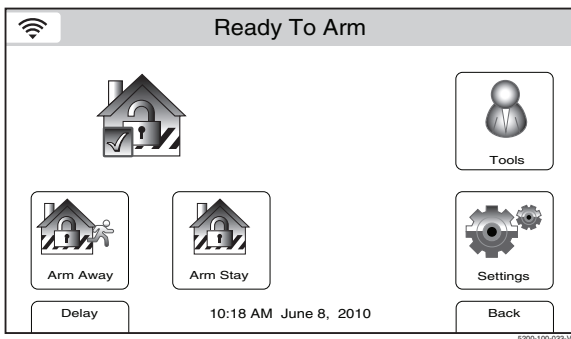 Ready To Arm
Tools
Arm Away
Arm Stay
Settings
Delay
10:18 AM June 8, 2010
Back